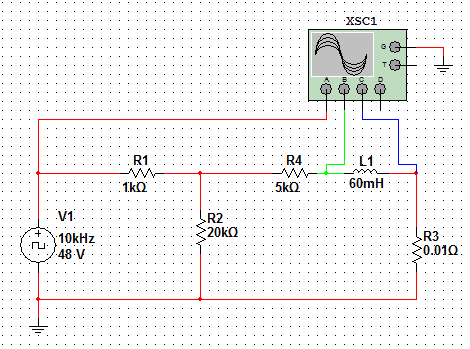 XSC1
G
T
A B C D
R1
1kΩ
R4
5kΩ
L1
60mH
V1
10kHz
48 V
R2
20kΩ
R3
0.01Ω